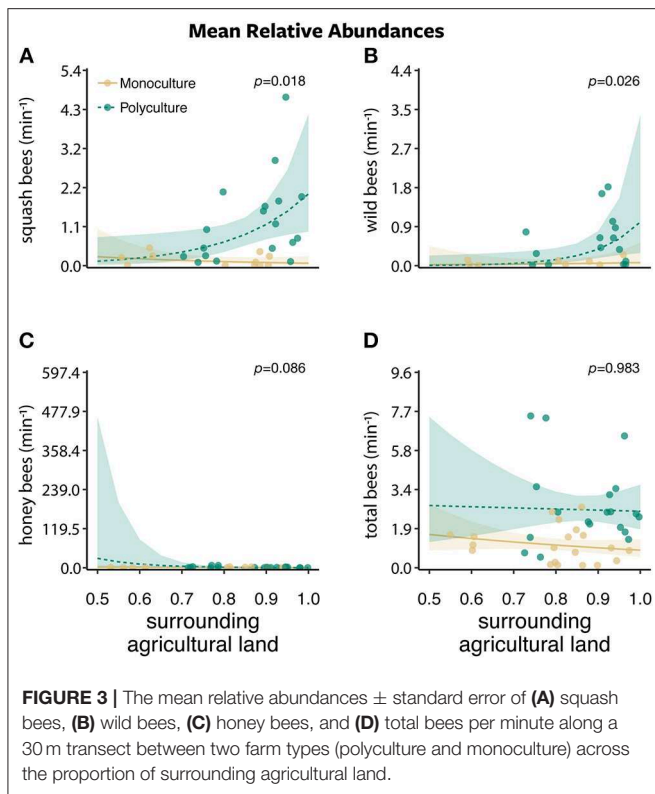 Mean Relative Abundances
A
5.4
4.3
3.2
2.2
1.1
0.0
squash bees (min⁻¹)
Monoculture
Polyculture
p=0.018
B
4.4
3.5
2.7
1.8
0.9
0.0
wild bees (min⁻¹)
p=0.026
C
597.4
477.9
358.4
239.0
119.5
0.0
honey bees (min⁻¹)
p=0.086
0.5 0.6 0.7 0.8 0.9 1.0
surrounding
agricultural land
D
9.6
7.7
5.8
3.4
1.9
0.0
total bees (min⁻¹)
p=0.983
0.5 0.6 0.7 0.8 0.9 1.0
surrounding
agricultural land
FIGURE 3 | The mean relative abundances ± standard error of (A) squash
bees, (B) wild bees, (C) honey bees, and (D) total bees per minute along a
30 m transect between two farm types (polyculture and monoculture) across
the proportion of surrounding agricultural land.